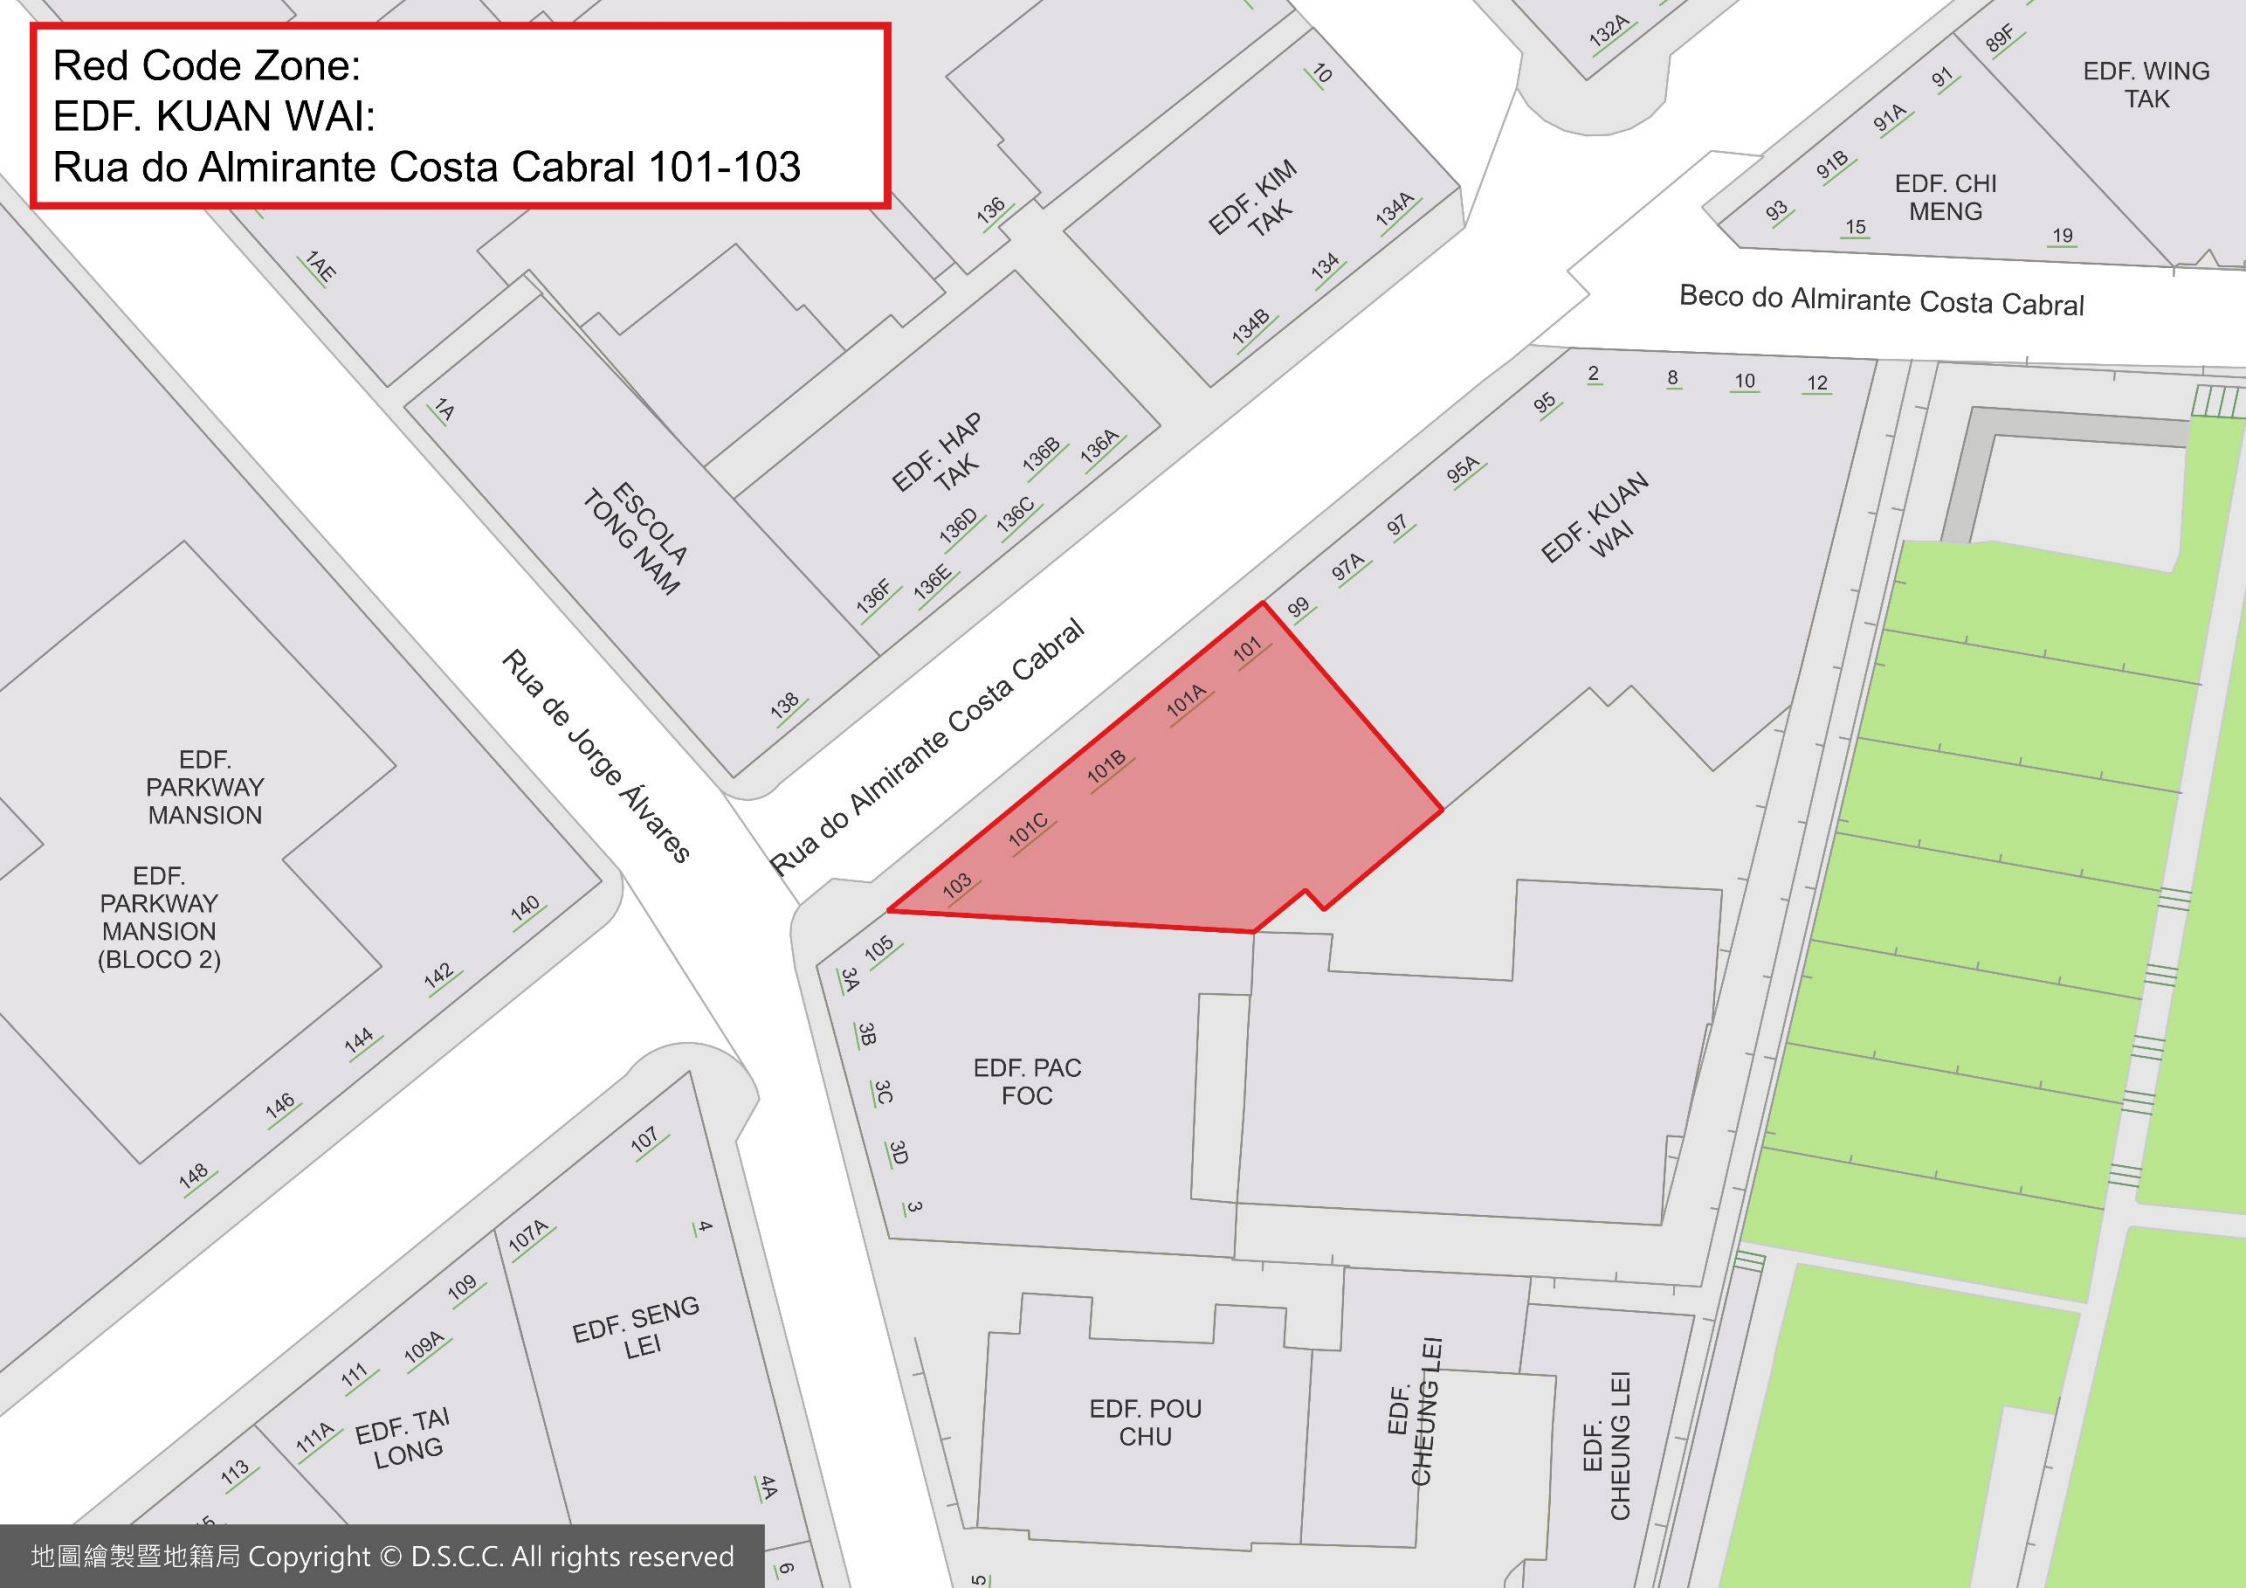 Red Code Zone:
EDF. KUAN WAI:
Rua do Almirante Costa Cabral 101-103
132A
89F
91
91A
91B
93
EDF. WING
TAK
EDF. CHI
MENG
15
19
10
136
EDF. KIM
TAK
134A
134
134B
Beco do Almirante Costa Cabral
1AE
1A
ESCOLA
TONG NAM
138
EDF. HAP
TAK
136B
136A
136D
136C
136F
136E
2
8
10
12
95
95A
97
97A
99
EDF. KUAN
WAI
Rua do Almirante Costa Cabral
Rua de Jorge Álvares
101
101A
101B
101C
103
105
EDF.
PARKWAY
MANSION
EDF.
PARKWAY
MANSION
(BLOCO 2)
140
142
144
146
148
3A
3B
3C
3D
3
EDF. PAC
FOC
107
107A
109
109A
111
111A
113
4
EDF. SENG
LEI
EDF. TAI
LONG
4A
6
EDF. POU
CHU
EDF.
CHEUNG LEI
EDF.
CHEUNG LEI
5
地圖繪製暨地籍局 Copyright © D.S.C.C. All rights reserved